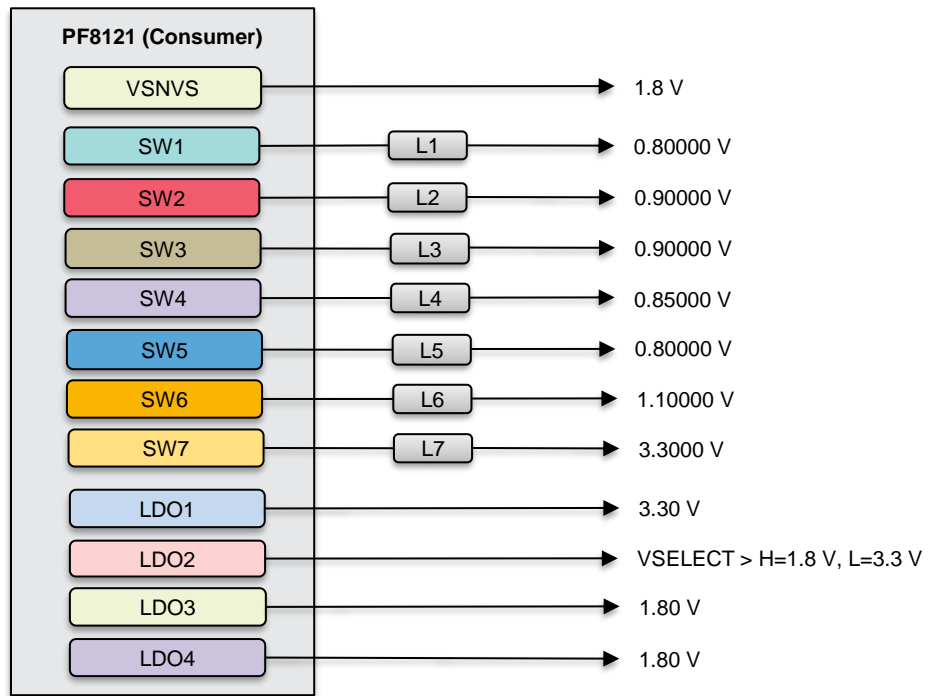 PF8121 (Consumer)
VSNVS 1.8 V
SW1 L1 0.80000 V
SW2 L2 0.90000 V
SW3 L3 0.90000 V
SW4 L4 0.85000 V
SW5 L5 0.80000 V
SW6 L6 1.10000 V
SW7 L7 3.3000 V
LDO1 3.30 V
LDO2 VSELECT > H=1.8 V, L=3.3 V
LDO3 1.80 V
LDO4 1.80 V